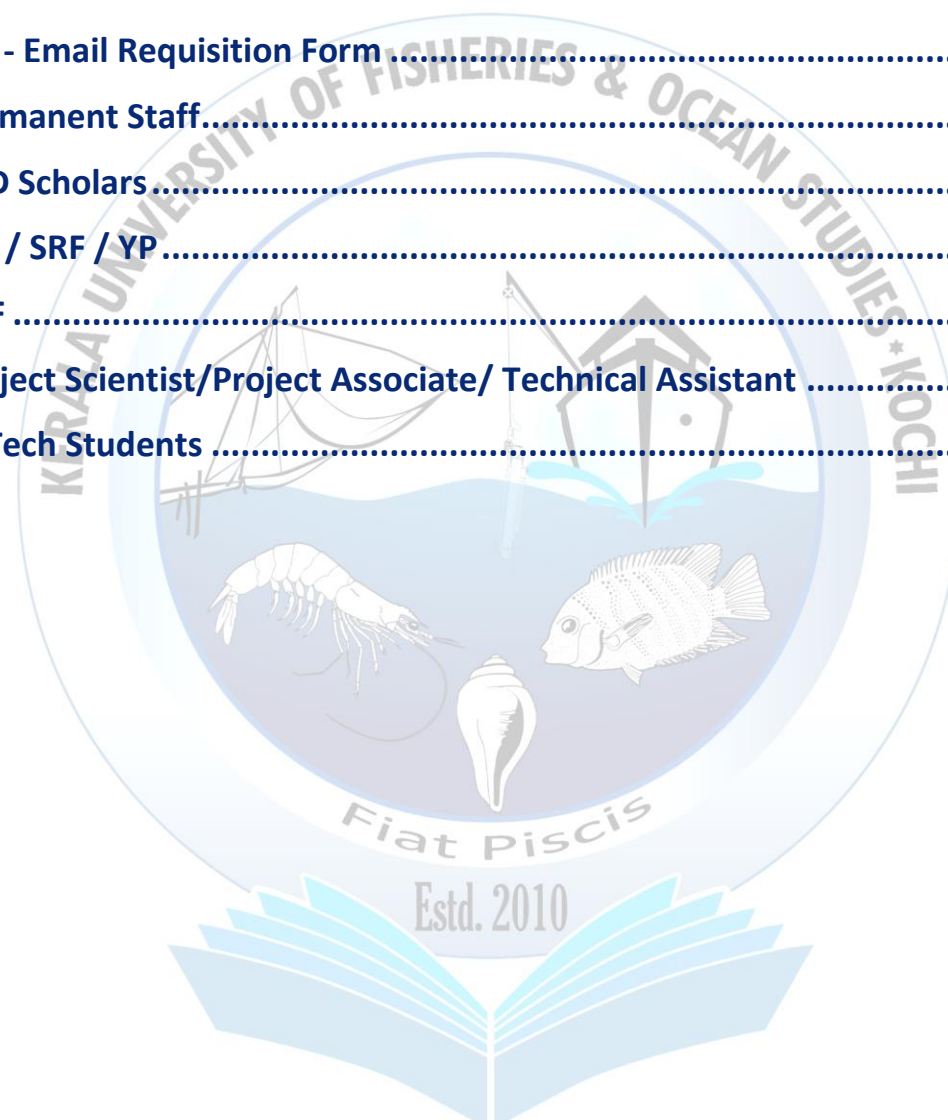 - Email Requisition Form ................................................
manent Staff................................................................
D Scholars....................................................................
/ SRF / YP...................................................................
.................................................................................
ject Scientist/Project Associate/ Technical Assistant ................
Tech Students .............................................................
KERALA UNIVERSITY OF FISHERIES & OCEAN STUDIES * KOCHI
Fiat Piscis
Estd. 2010